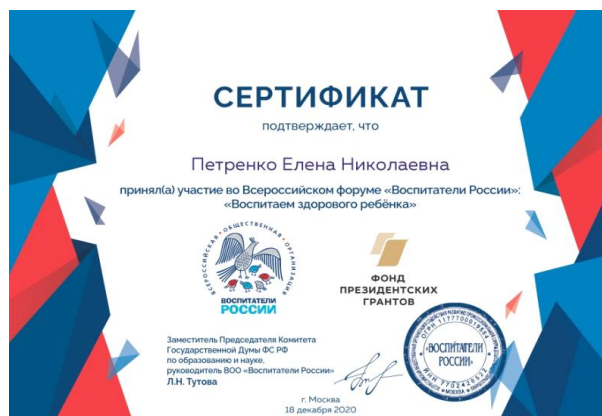 СЕРТИФИКАТ
подтверждает, что
Петренко Елена Николаевна
принял(а) участие во Всероссийском форуме «Воспитатели России»:
«Воспитаем здорового ребёнка»
ВСЕРОССИЙСКАЯ • ОБЩЕСТВЕННАЯ • ОРГАНИЗАЦИЯ
ВОСПИТАТЕЛИ
РОССИИ
ФОНД
ПРЕЗИДЕНТСКИХ
ГРАНТОВ
Заместитель Председателя Комитета
Государственной Думы ФС РФ
по образованию и науке,
руководитель ВОО «Воспитатели России»
Л.Н. Тутова
«ВОСПИТАТЕЛИ
РОССИИ»
МОСКВА
г. Москва
18 декабря 2020